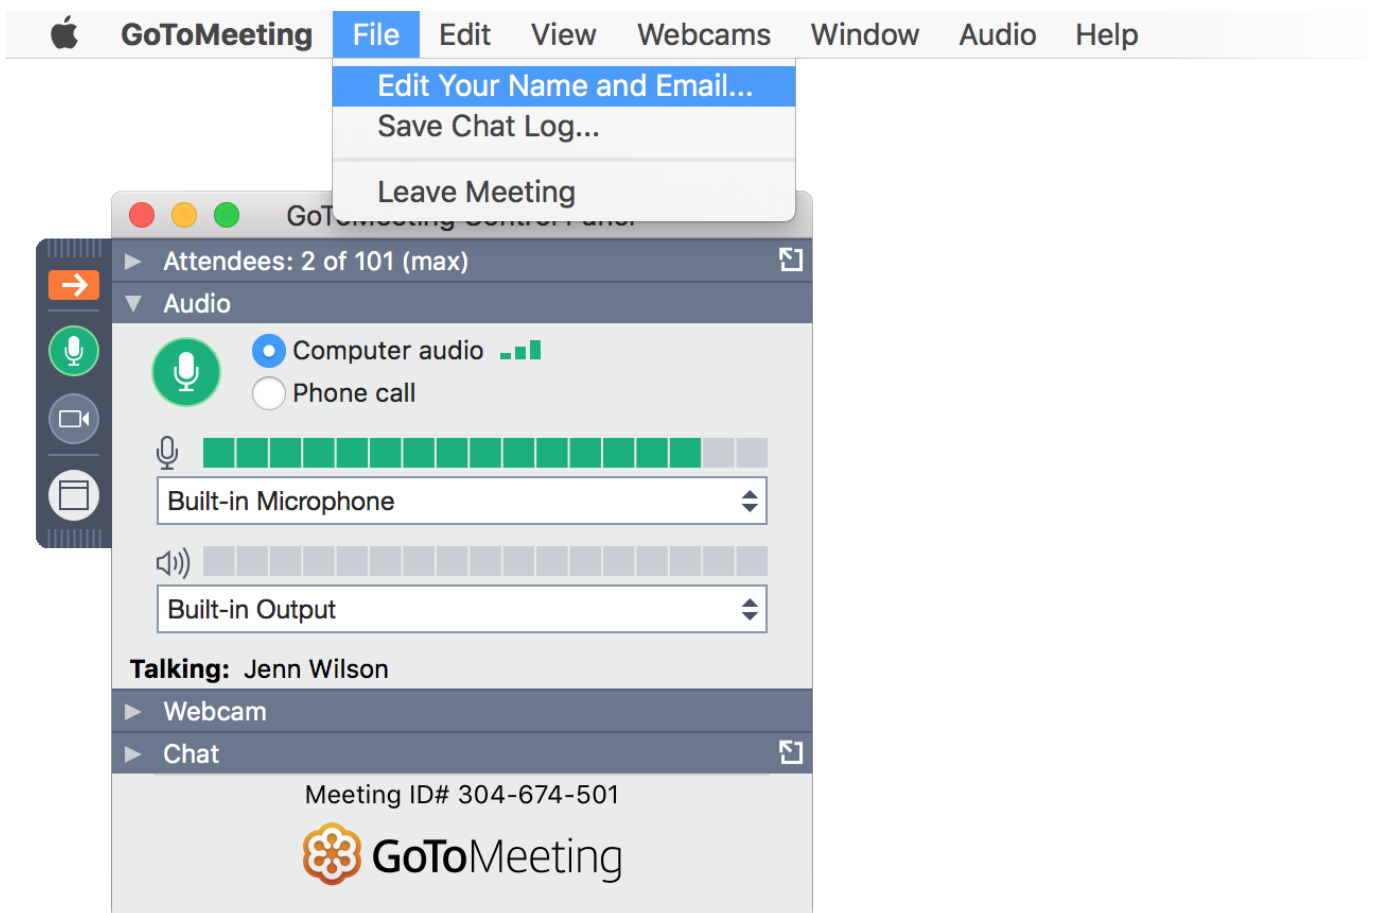 GoToMeeting File Edit View Webcams Window Audio Help
Edit Your Name and Email...
Save Chat Log...
Leave Meeting
Attendees: 2 of 101 (max)
Audio
Computer audio
Phone call
Built-in Microphone
Built-in Output
Talking: Jenn Wilson
Webcam
Chat
Meeting ID# 304-674-501
GoToMeeting